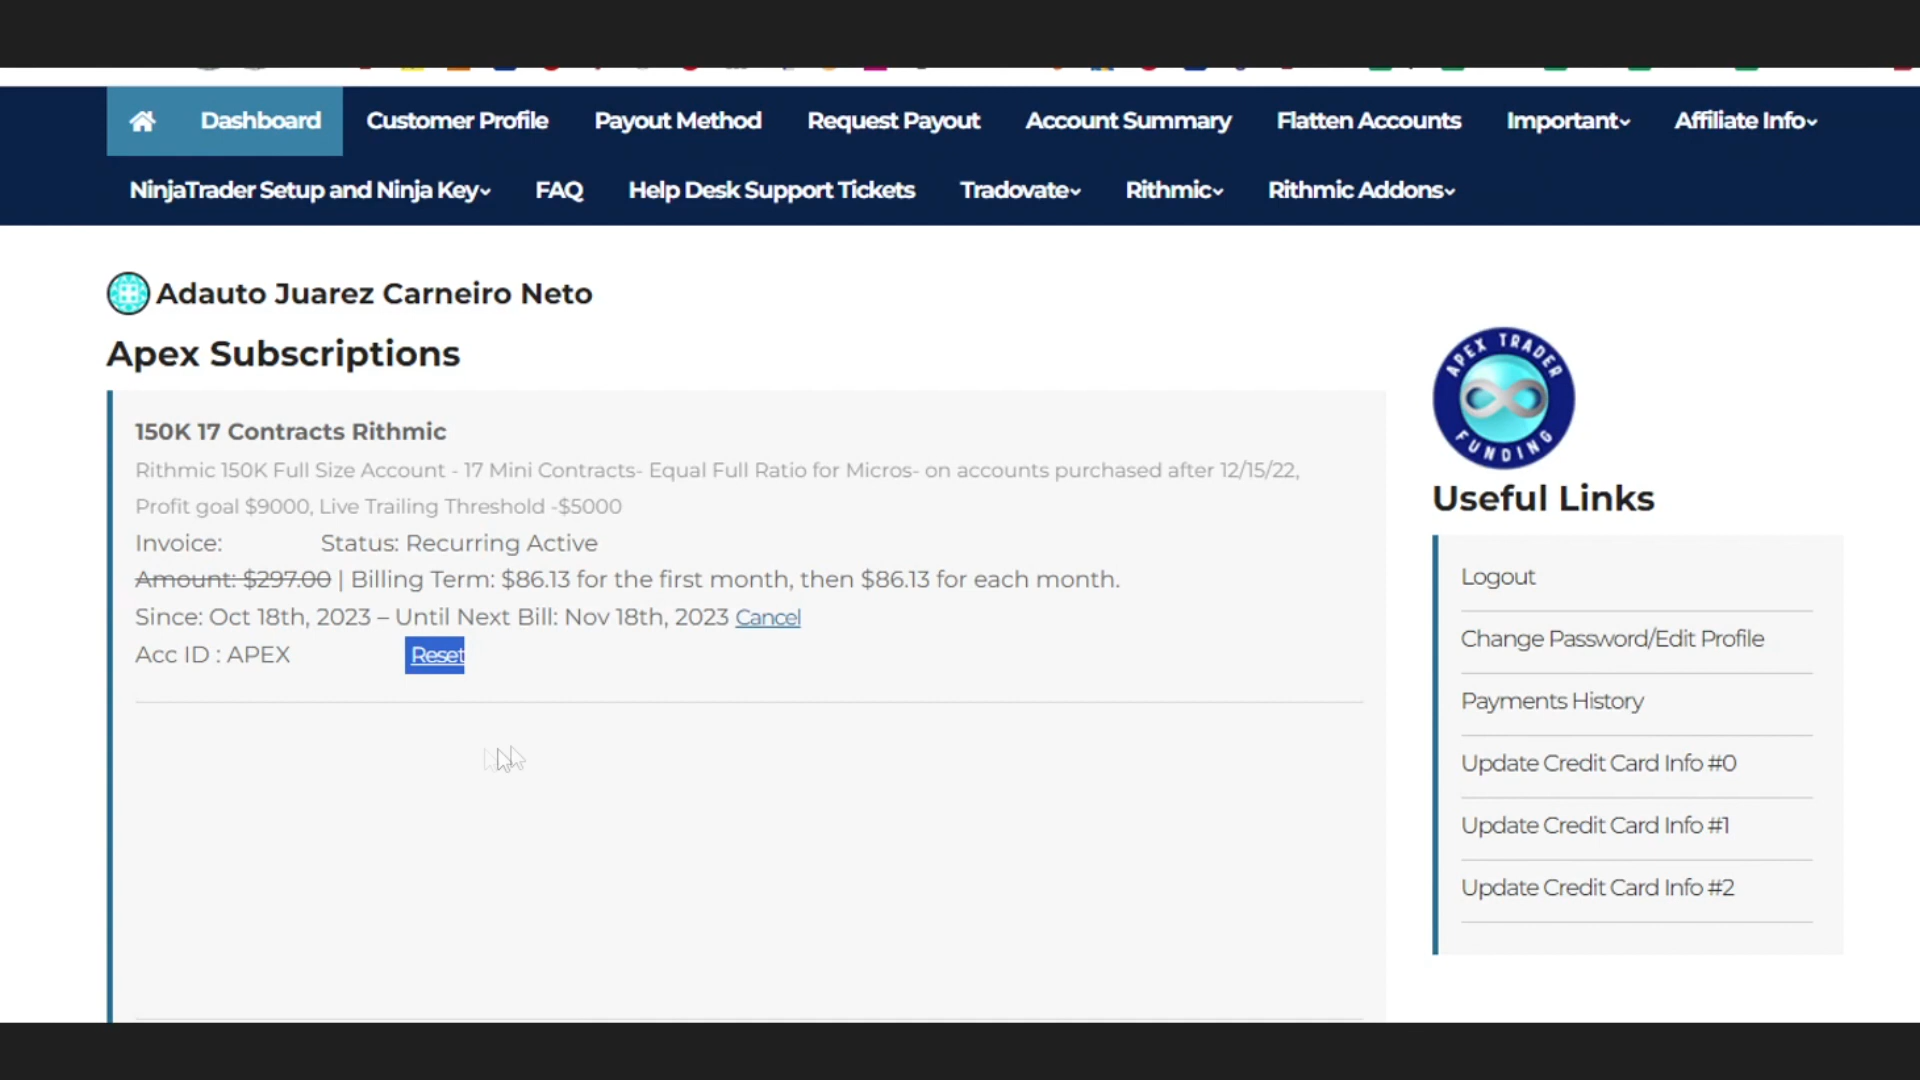 Dashboard Customer Profile Payout Method Request Payout Account Summary Flatten Accounts Important Affiliate Info
NinjaTrader Setup and Ninja Key FAQ Help Desk Support Tickets Tradovate Rithmic Rithmic Addons
Adauto Juarez Carneiro Neto
Apex Subscriptions
150K 17 Contracts Rithmic
Rithmic 150K Full Size Account - 17 Mini Contracts- Equal Full Ratio for Micros- on accounts purchased after 12/15/22,
Profit goal $9000, Live Trailing Threshold -$5000
Invoice: Status: Recurring Active
Amount: $297.00 | Billing Term: $86.13 for the first month, then $86.13 for each month.
Since: Oct 18th, 2023 – Until Next Bill: Nov 18th, 2023 Cancel
Acc ID : APEX Reset
APEX TRADER
FUNDING
Useful Links
Logout
Change Password/Edit Profile
Payments History
Update Credit Card Info #0
Update Credit Card Info #1
Update Credit Card Info #2